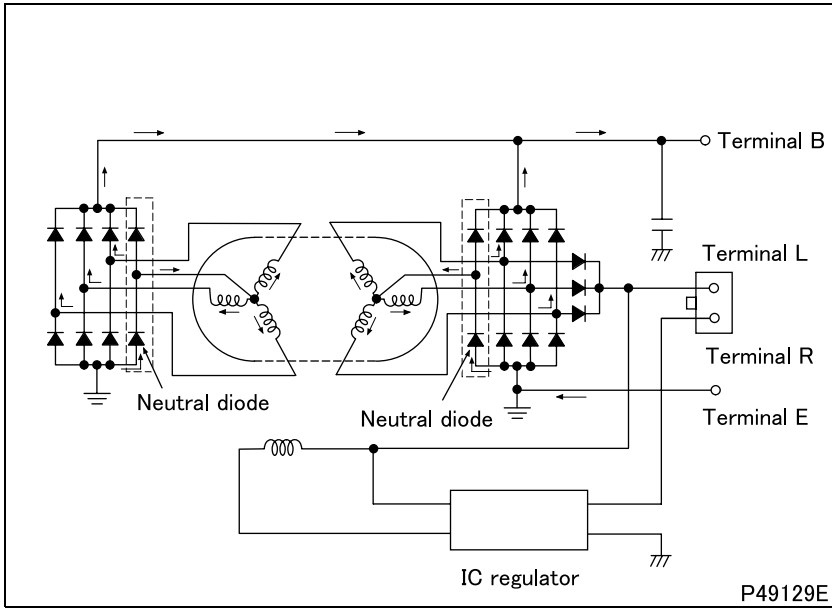 Terminal B
Terminal L
Terminal R
Neutral diode
Neutral diode
Terminal E
IC regulator
P49129E